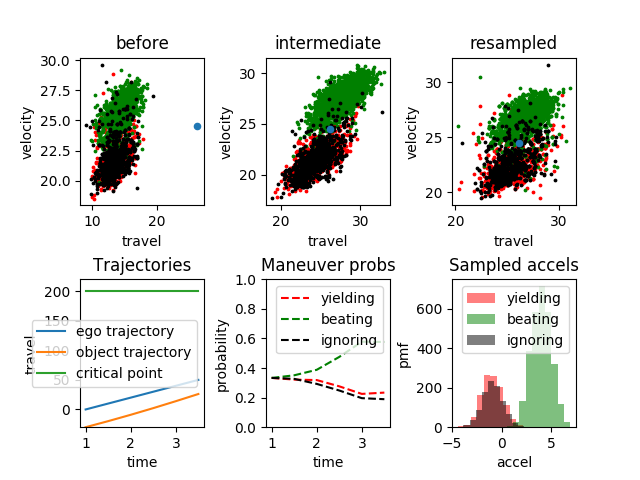 before
intermediate
resampled
30.0
27.5
25.0
22.5
20.0
velocity
10
20
travel
30
25
20
velocity
20
30
travel
30
25
20
velocity
20
30
travel
Trajectories
Maneuver probs
Sampled accels
200
150
100
50
0
travel
ego trajectory
object trajectory
critical point
1
2
3
time
1.0
0.8
0.6
0.4
0.2
0.0
probability
yielding
beating
ignoring
1
2
3
time
600
400
200
0
pmf
yielding
beating
ignoring
-5
0
5
accel